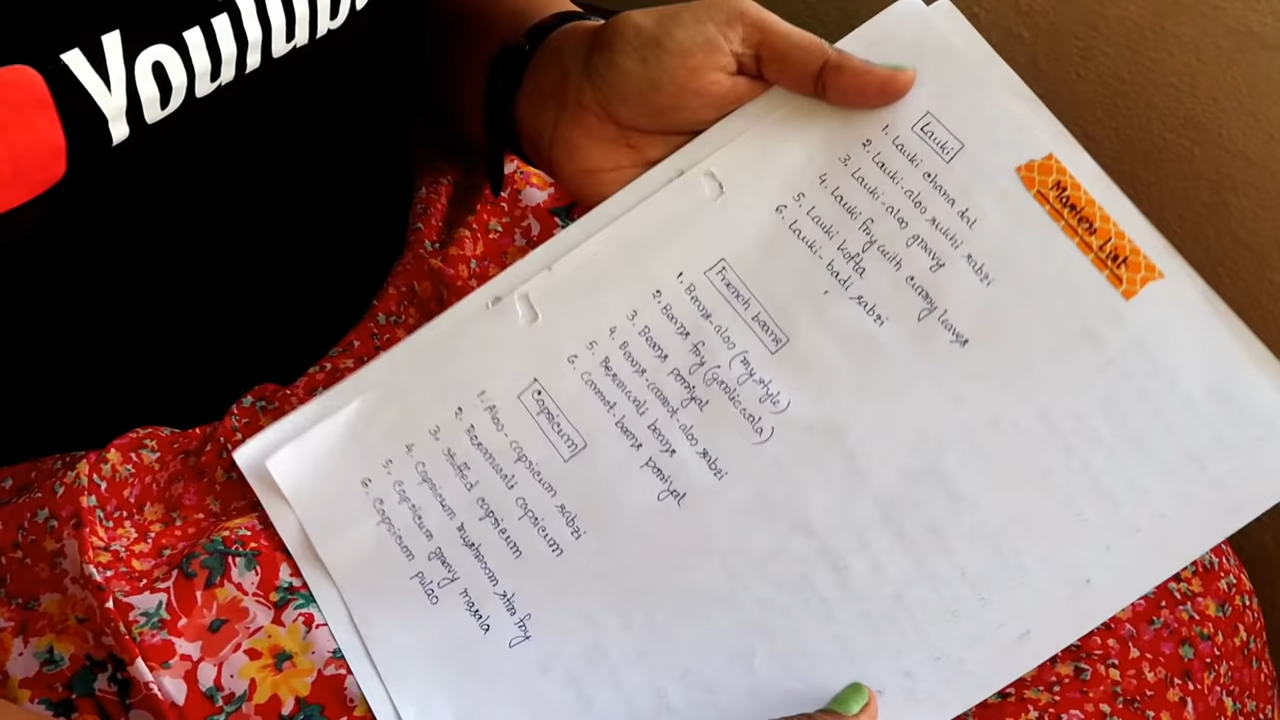 YouTube
Master List
Lauki
1. Lauki chana dal
2. Lauki-aloo sukhi sabzi
3. Lauki-aloo gravy
4. Lauki fry with curry leaves
5. Lauki kofta
6. Lauki-badi sabzi
French beans
1. Beans-aloo (my style)
2. Beans fry (garlic wala)
3. Beans poriyal
4. Beans-carrot-aloo sabzi
5. Besanwali beans
6. Carrot-beans poriyal
Capsicum
1. Aloo-capsicum sabzi
2. Besanwali capsicum
3. Stuffed capsicum
4. Capsicum mushroom stir fry
5. Capsicum gravy masala
6. Capsicum pulao